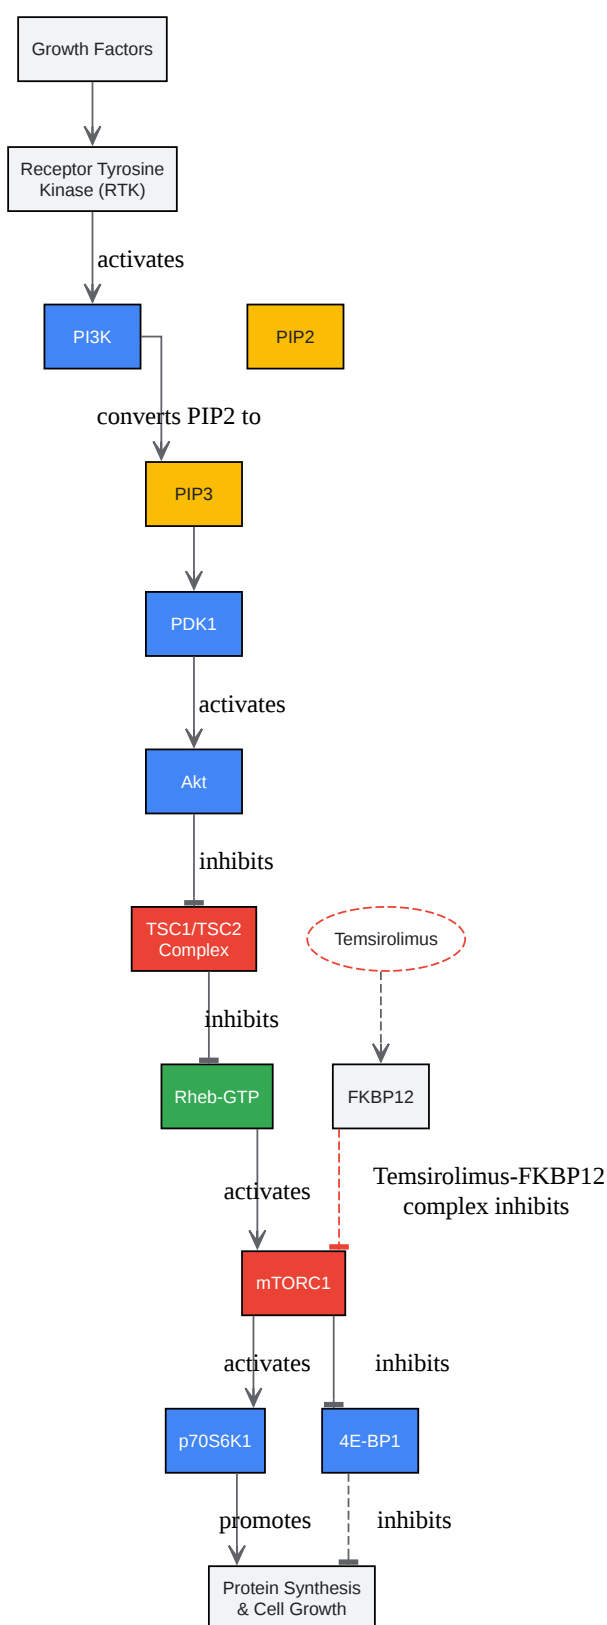 Growth Factors
Receptor Tyrosine
Kinase (RTK)
activates
PI3K
PIP2
converts PIP2 to
PIP3
PDK1
activates
Akt
inhibits
TSC1/TSC2
Complex
Temsirolimus
inhibits
Rheb-GTP
FKBP12
activates
Temsirolimus-FKBP12
complex inhibits
mTORC1
activates
inhibits
p70S6K1
4E-BP1
promotes
inhibits
Protein Synthesis
& Cell Growth